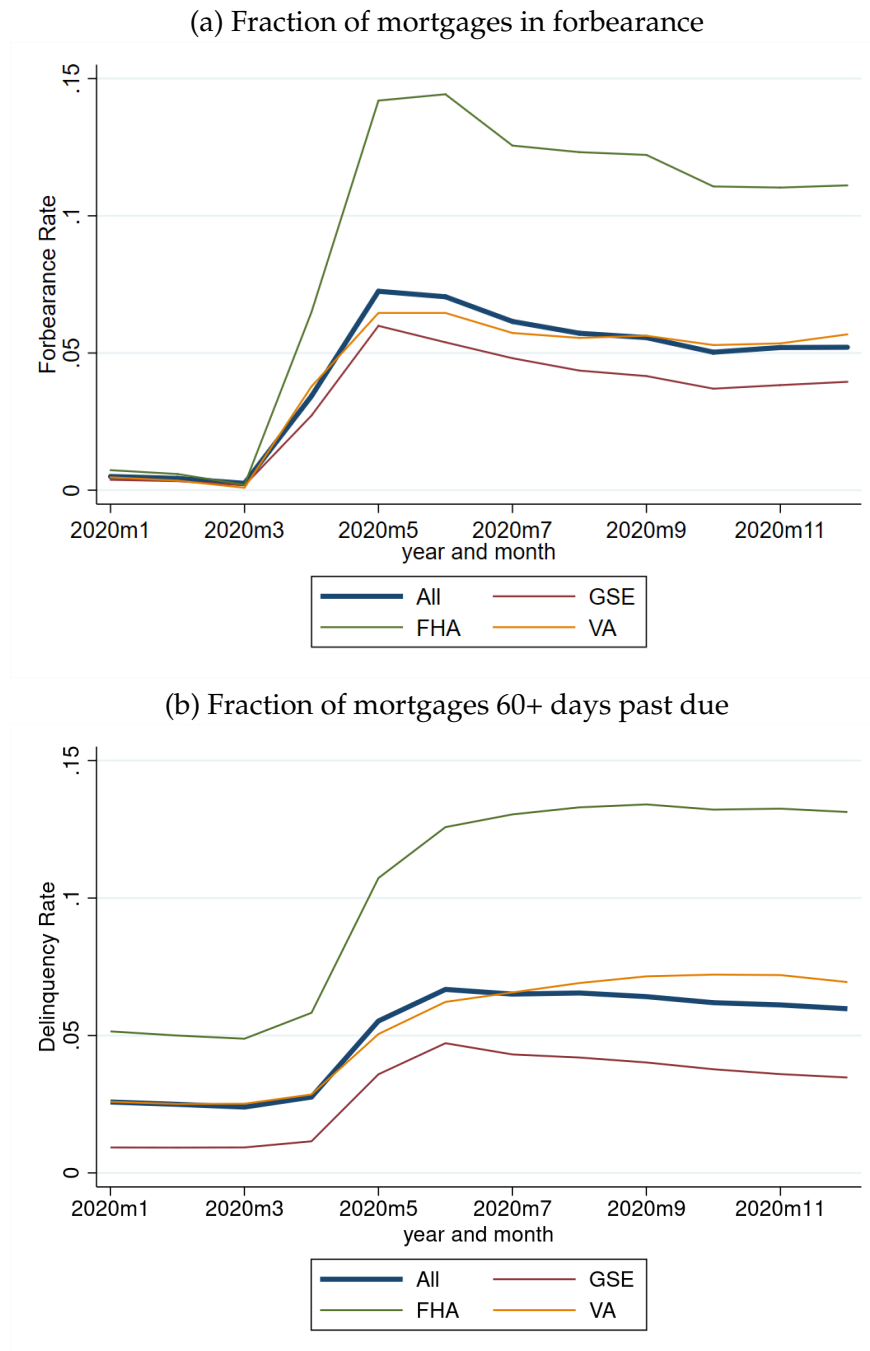 (a) Fraction of mortgages in forbearance
.15
.1
.05
0
Forbearance Rate
2020m1 2020m3 2020m5 2020m7 2020m9 2020m11
year and month
All GSE
FHA VA
(b) Fraction of mortgages 60+ days past due
.15
.1
.05
0
Delinquency Rate
2020m1 2020m3 2020m5 2020m7 2020m9 2020m11
year and month
All GSE
FHA VA